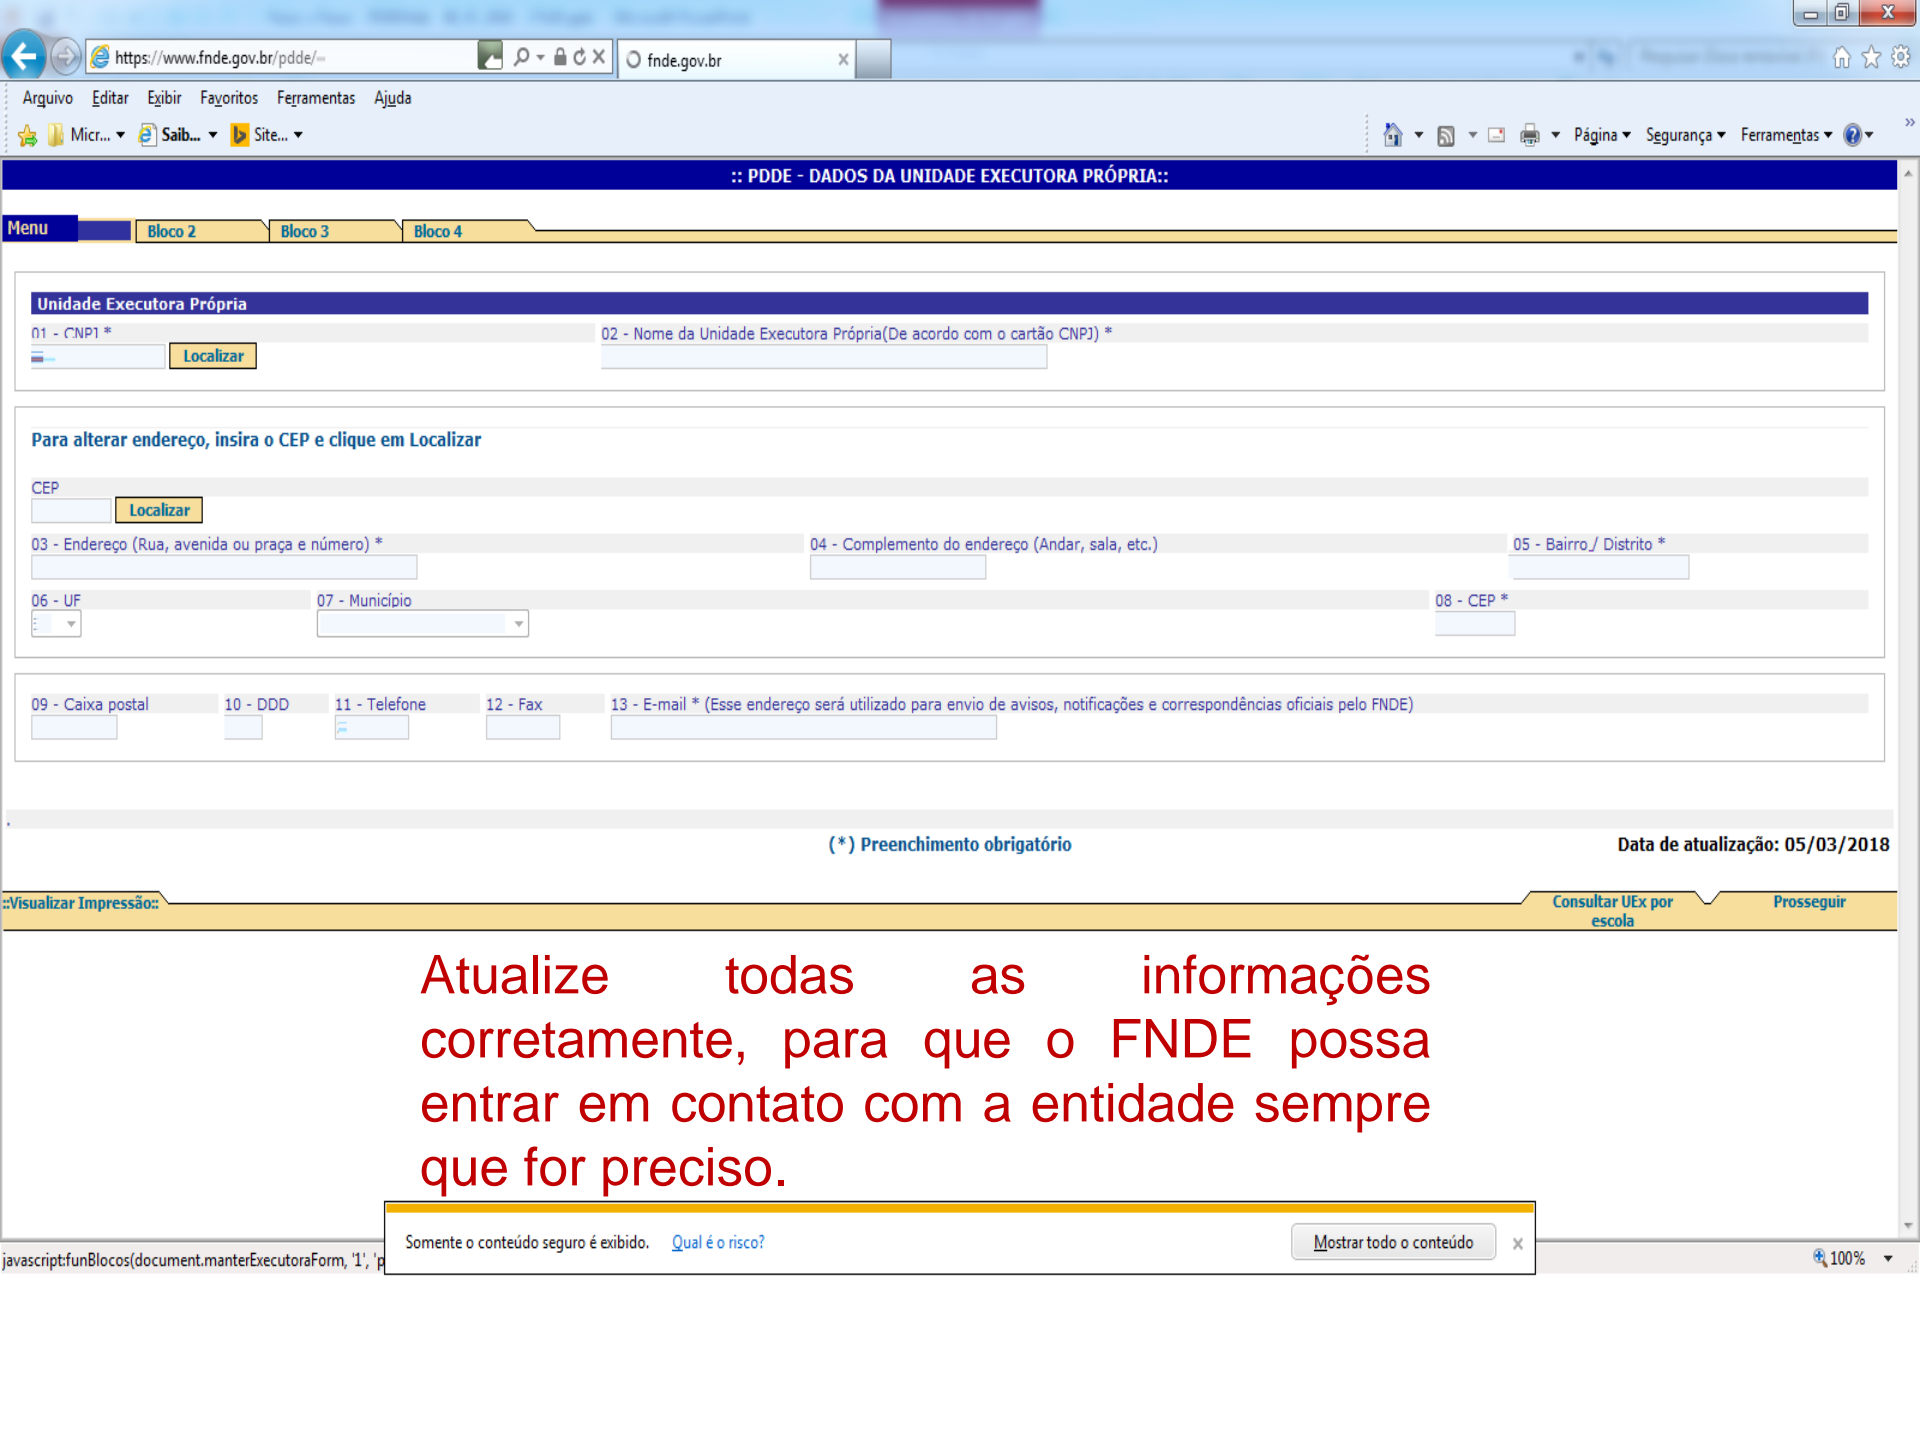 https://www.fnde.gov.br/pdde/
fnde.gov.br
Arquivo Editar Exibir Favoritos Ferramentas Ajuda
Micr... Saib... Site...
Página Segurança Ferramentas
:: PDDE - DADOS DA UNIDADE EXECUTORA PRÓPRIA::
Menu Bloco 2 Bloco 3 Bloco 4
Unidade Executora Própria
01 - CNPJ * 02 - Nome da Unidade Executora Própria(De acordo com o cartão CNPJ) *
Localizar
Para alterar endereço, insira o CEP e clique em Localizar
CEP
Localizar
03 - Endereço (Rua, avenida ou praça e número) * 04 - Complemento do endereço (Andar, sala, etc.) 05 - Bairro / Distrito *
06 - UF 07 - Município 08 - CEP *
09 - Caixa postal 10 - DDD 11 - Telefone 12 - Fax 13 - E-mail * (Esse endereço será utilizado para envio de avisos, notificações e correspondências oficiais pelo FNDE)
(*) Preenchimento obrigatório Data de atualização: 05/03/2018
::Visualizar Impressão:: Consultar UEx por Prosseguir
escola
Atualize todas as informações
corretamente, para que o FNDE possa
entrar em contato com a entidade sempre
que for preciso.
Somente o conteúdo seguro é exibido. Qual é o risco? Mostrar todo o conteúdo x
javascript:funBlocos(document.manterExecutoraForm, '1', 'p 100%